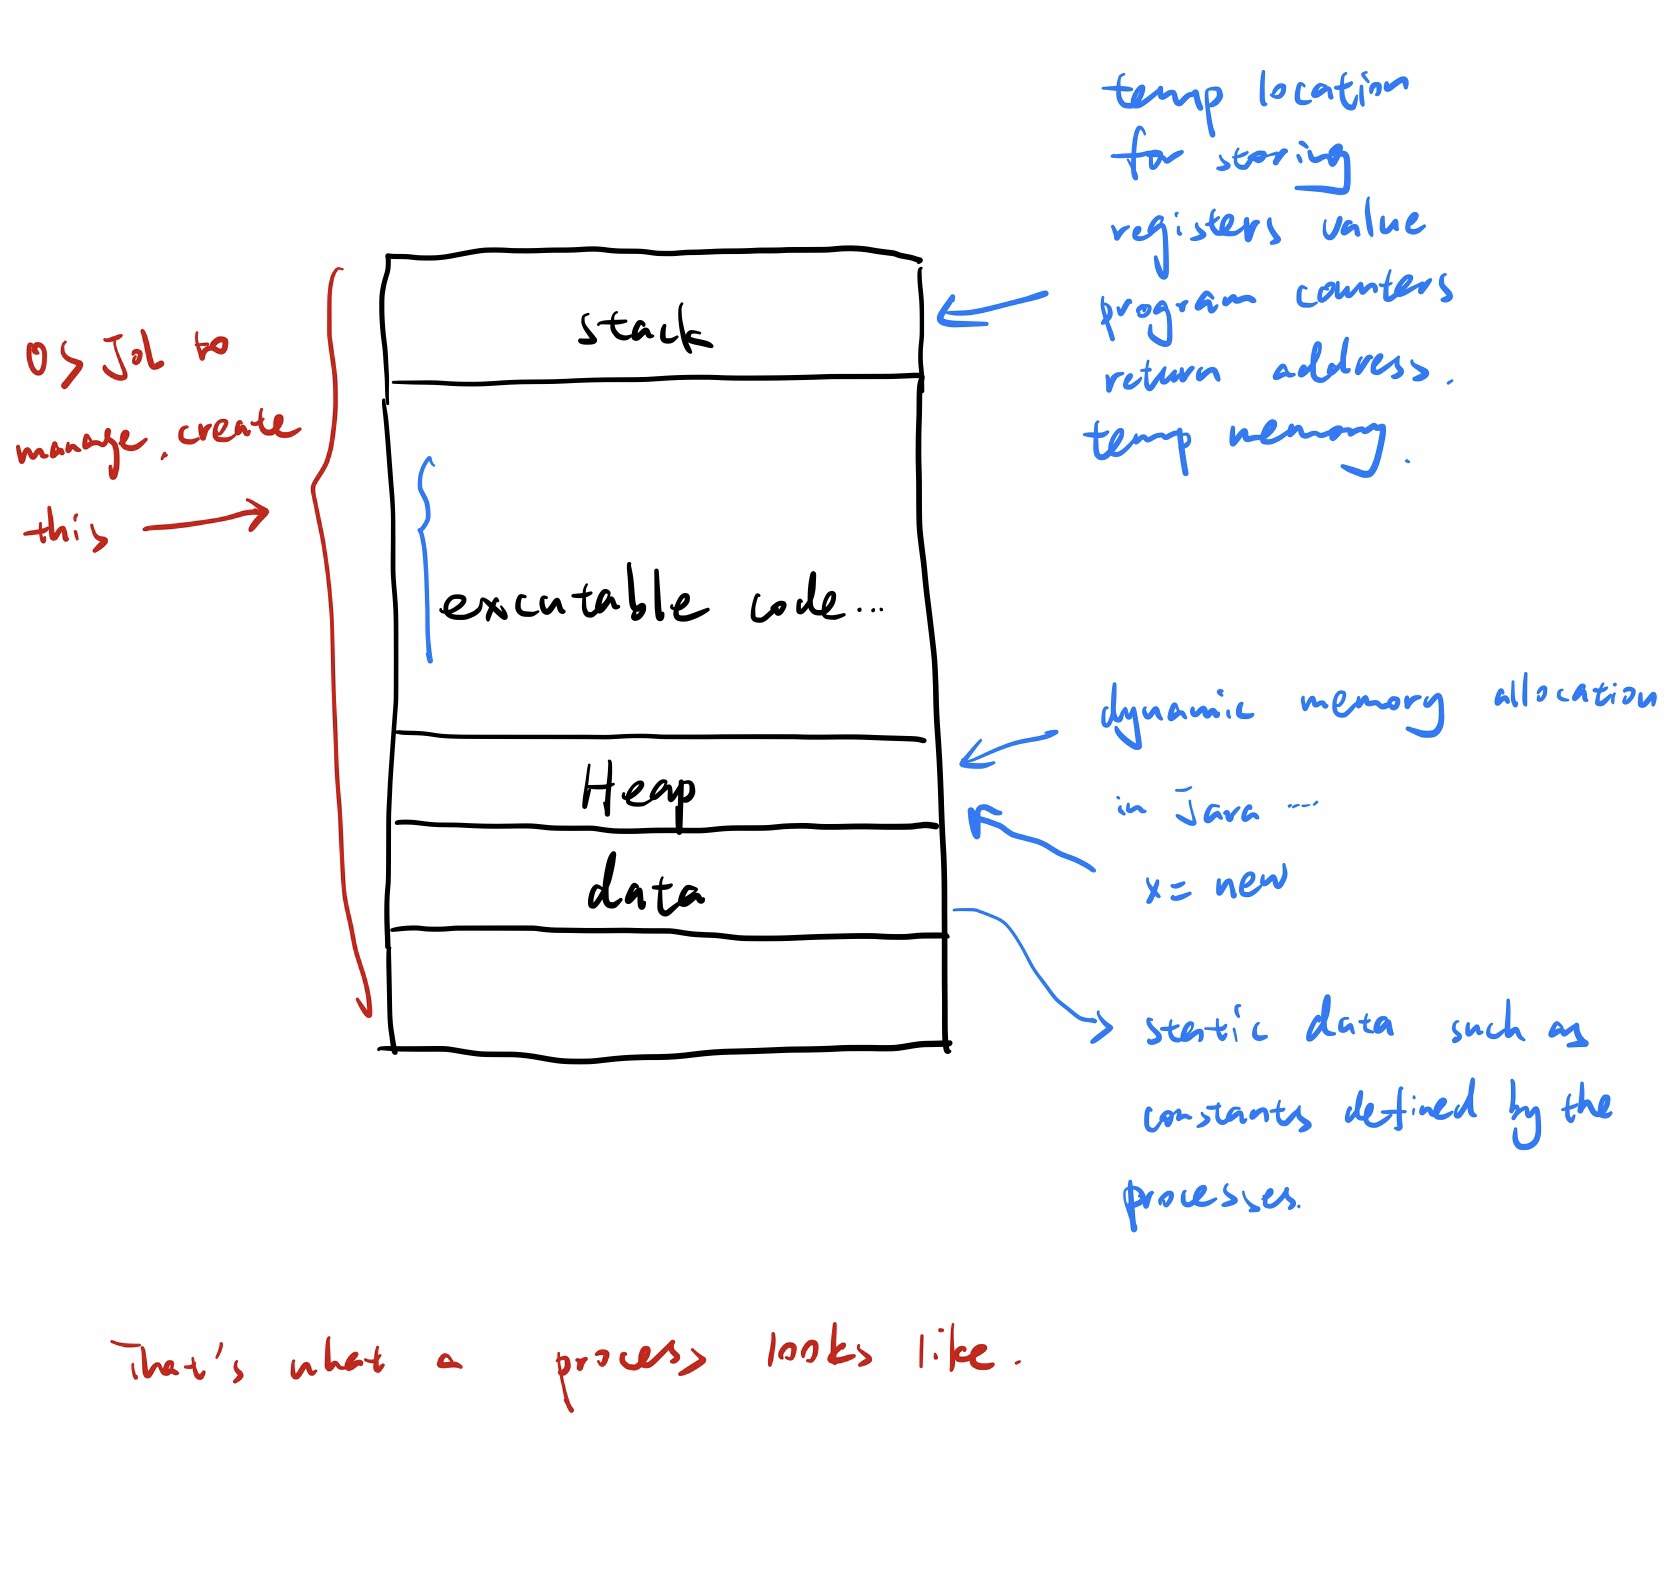 temp location
for storing
registers value
program counters
return address.
temp memory.
OS Job to
manage, create
this
stack
excutable code...
Heap
data
dynamic memory allocation
in Java ...
x = new
static data such as
constants defined by the
processes.
That's what a process looks like.